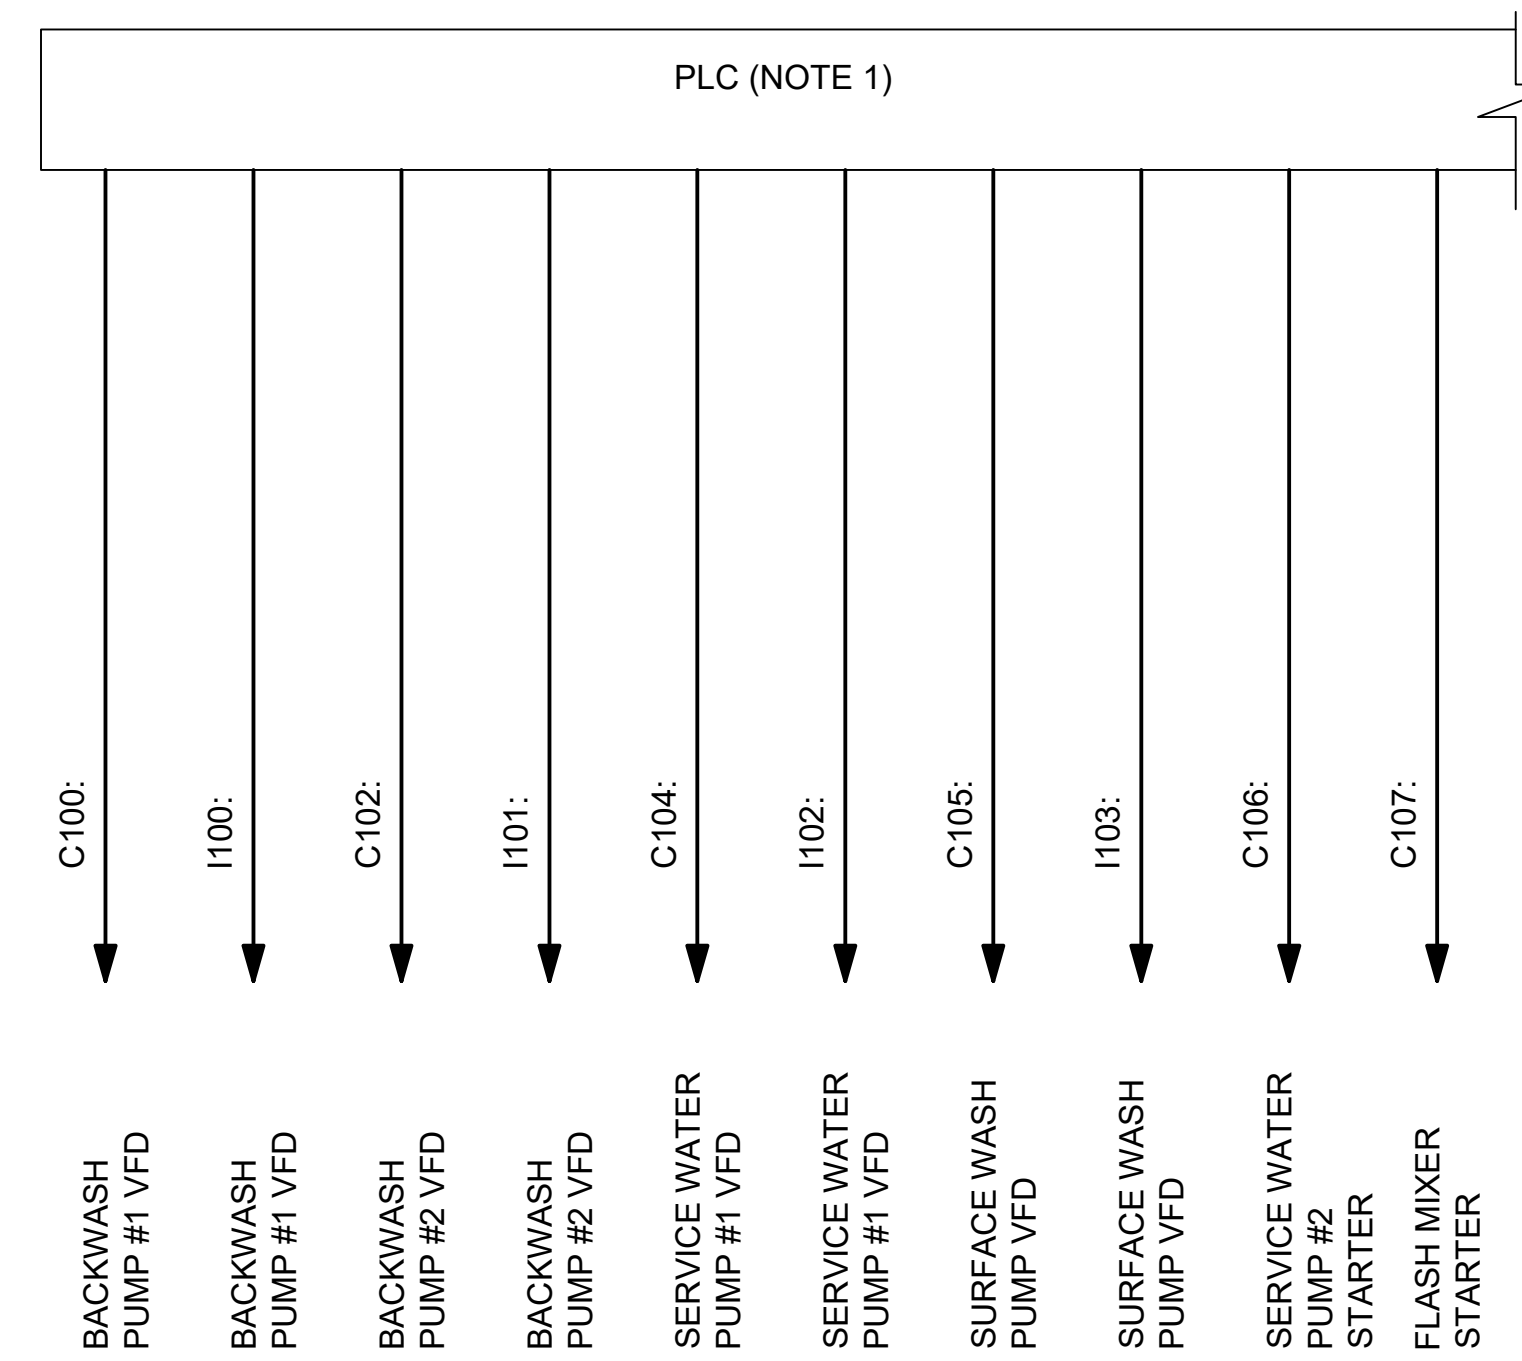 PLC (NOTE 1)
C100:
I100:
C102:
I101:
C104:
I102:
C105:
I103:
C106:
C107:
BACKWASH
PUMP #1 VFD
BACKWASH
PUMP #1 VFD
BACKWASH
PUMP #2 VFD
BACKWASH
PUMP #2 VFD
SERVICE WATER
PUMP #1 VFD
SERVICE WATER
PUMP #1 VFD
SURFACE WASH
PUMP VFD
SURFACE WASH
PUMP VFD
SERVICE WATER
PUMP #2
STARTER
FLASH MIXER
STARTER